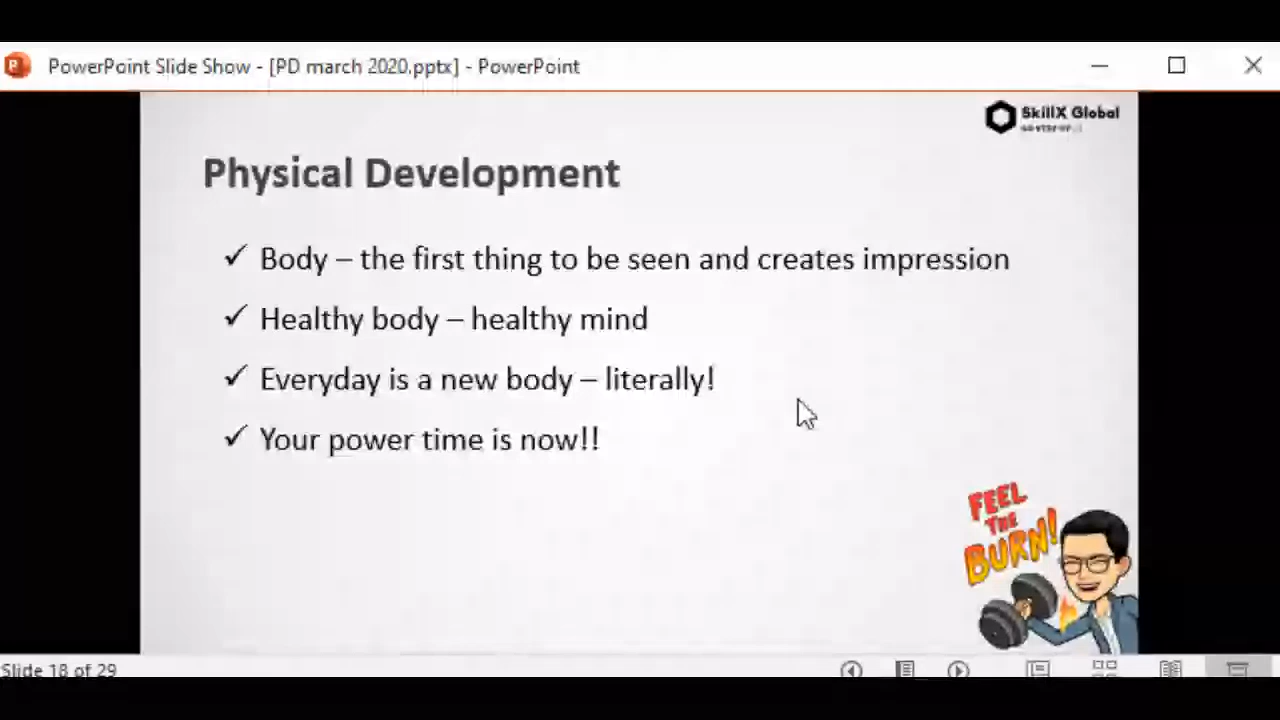 PowerPoint Slide Show - [PD march 2020.pptx] - PowerPoint
SkillX Global
Physical Development
✓ Body – the first thing to be seen and creates impression
✓ Healthy body – healthy mind
✓ Everyday is a new body – literally!
✓ Your power time is now!!
FEEL
THE
BURN!
Slide 18 of 29